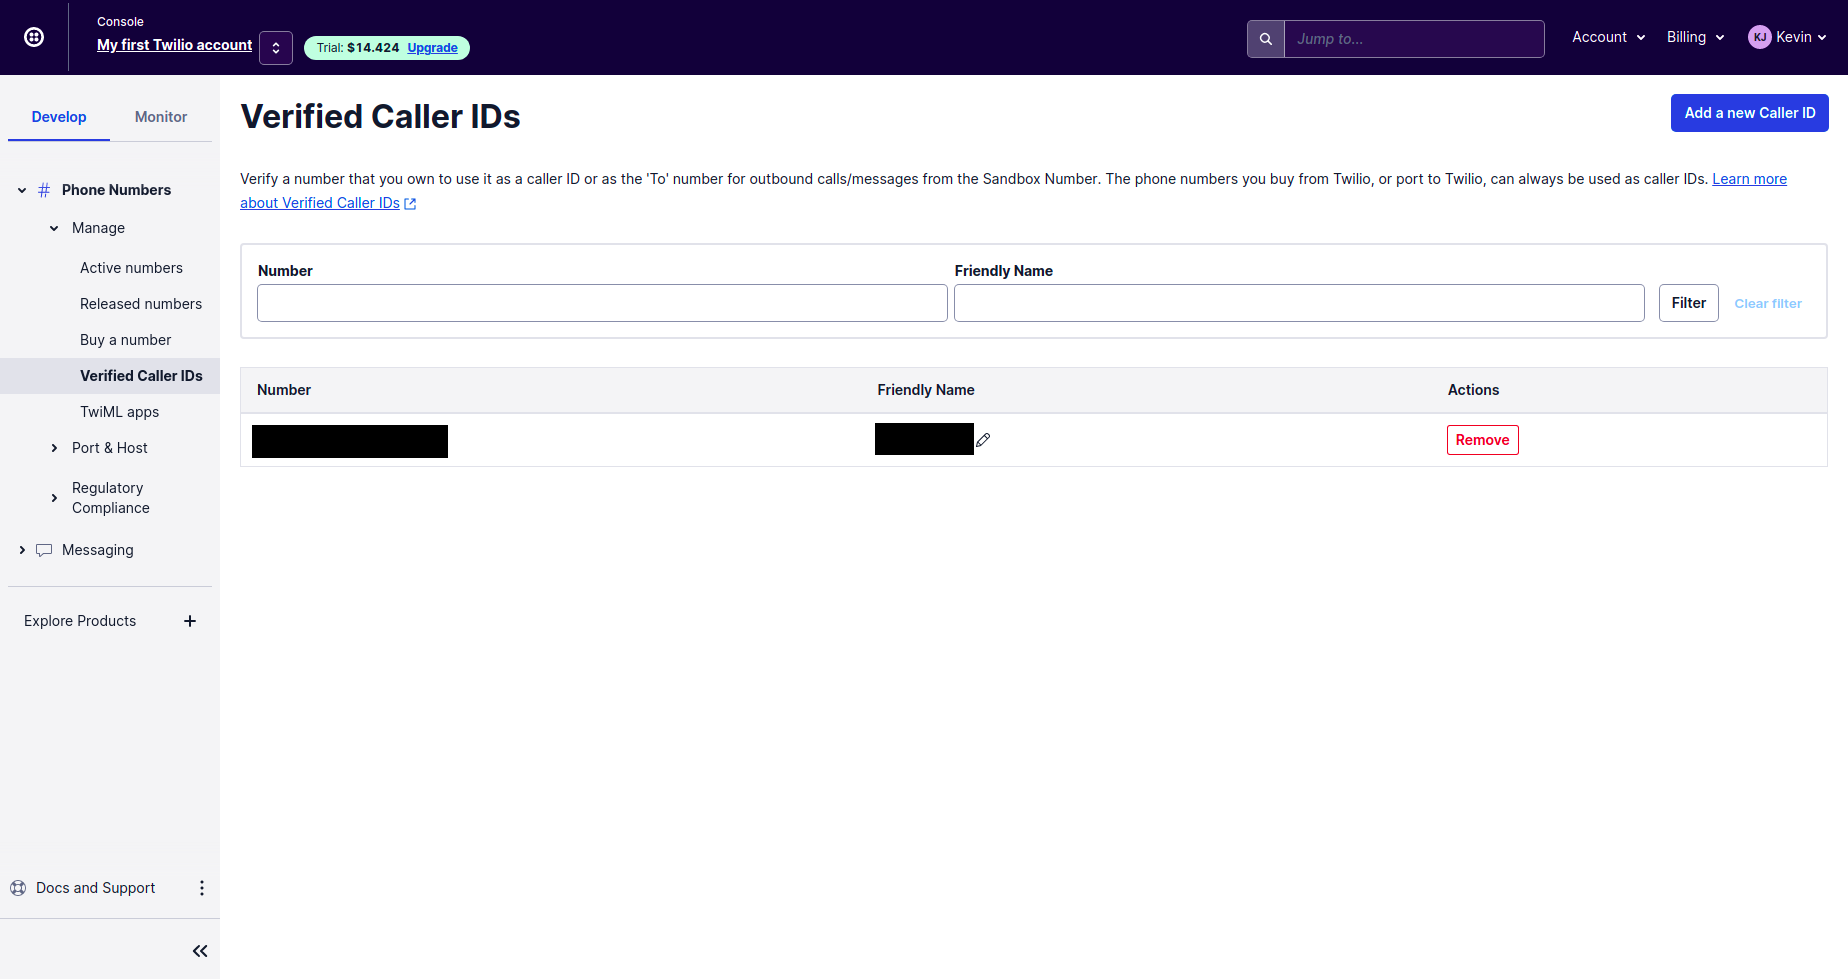 Console
My first Twilio account
Trial: $14.424 Upgrade
Jump to...
Account
Billing
KJ Kevin
Develop
Monitor
Phone Numbers
Manage
Active numbers
Released numbers
Buy a number
Verified Caller IDs
TwiML apps
Port & Host
Regulatory
Compliance
Messaging
Explore Products
Docs and Support
Verified Caller IDs
Add a new Caller ID
Verify a number that you own to use it as a caller ID or as the 'To' number for outbound calls/messages from the Sandbox Number. The phone numbers you buy from Twilio, or port to Twilio, can always be used as caller IDs. Learn more
about Verified Caller IDs
Number
Friendly Name
Filter
Clear filter
Number
Friendly Name
Actions
Remove